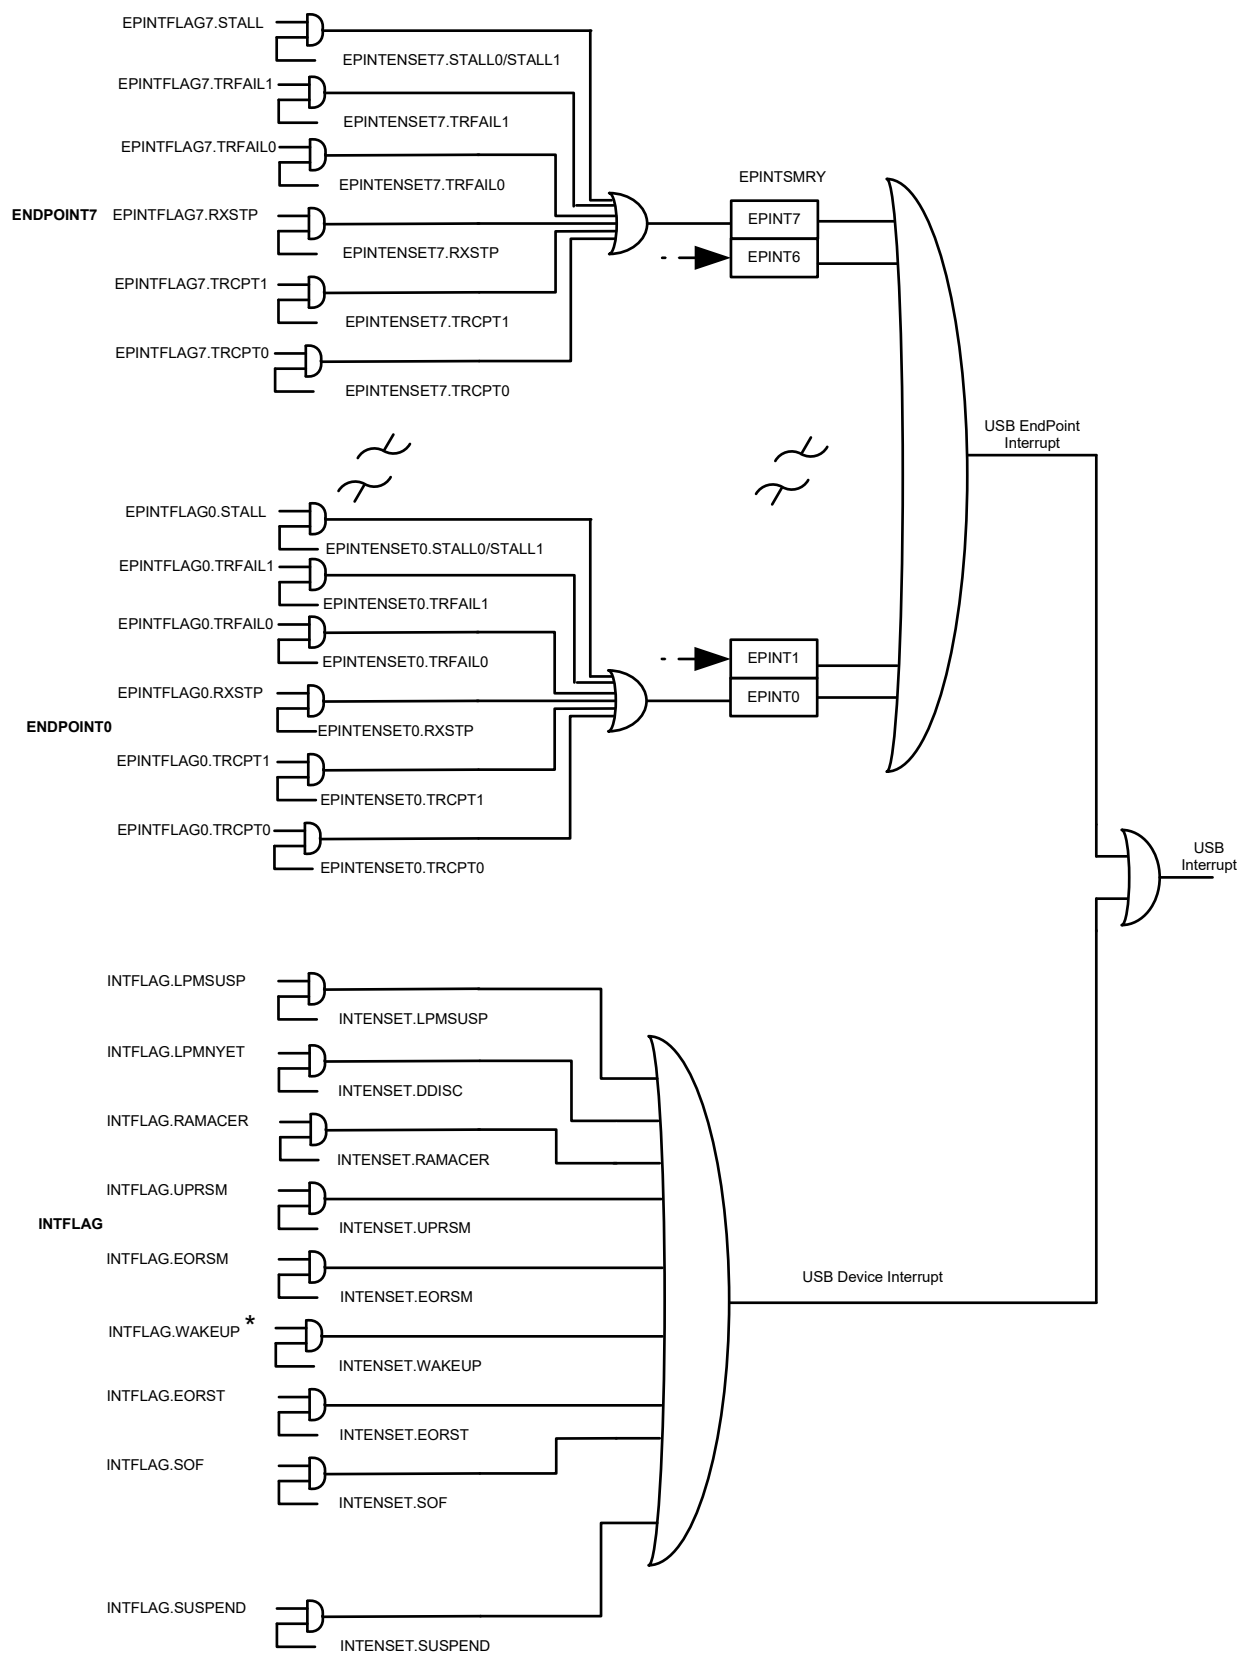 EPINTFLAG7.STALL
EPINTENSET7.STALL0/STALL1
EPINTFLAG7.TRFAIL1
EPINTENSET7.TRFAIL1
EPINTFLAG7.TRFAIL0
EPINTENSET7.TRFAIL0
ENDPOINT7
EPINTFLAG7.RXSTP
EPINTENSET7.RXSTP
EPINTFLAG7.TRCPT1
EPINTENSET7.TRCPT1
EPINTFLAG7.TRCPT0
EPINTENSET7.TRCPT0
EPINTSMRY
EPINT7
EPINT6
USB EndPoint
Interrupt
EPINTFLAG0.STALL
EPINTENSET0.STALL0/STALL1
EPINTFLAG0.TRFAIL1
EPINTENSET0.TRFAIL1
EPINTFLAG0.TRFAIL0
EPINTENSET0.TRFAIL0
EPINTFLAG0.RXSTP
ENDPOINT0
EPINTENSET0.RXSTP
EPINTFLAG0.TRCPT1
EPINTENSET0.TRCPT1
EPINTFLAG0.TRCPT0
EPINTENSET0.TRCPT0
EPINT1
EPINT0
USB
Interrupt
INTFLAG.LPMSUSP
INTENSET.LPMSUSP
INTFLAG.LPMNYET
INTENSET.DDISC
INTFLAG.RAMACER
INTENSET.RAMACER
INTFLAG.UPRSM
INTFLAG
INTENSET.UPRSM
INTFLAG.EORSM
INTENSET.EORSM
INTFLAG.WAKEUP *
INTENSET.WAKEUP
INTFLAG.EORST
INTENSET.EORST
INTFLAG.SOF
INTENSET.SOF
INTFLAG.SUSPEND
INTENSET.SUSPEND
USB Device Interrupt